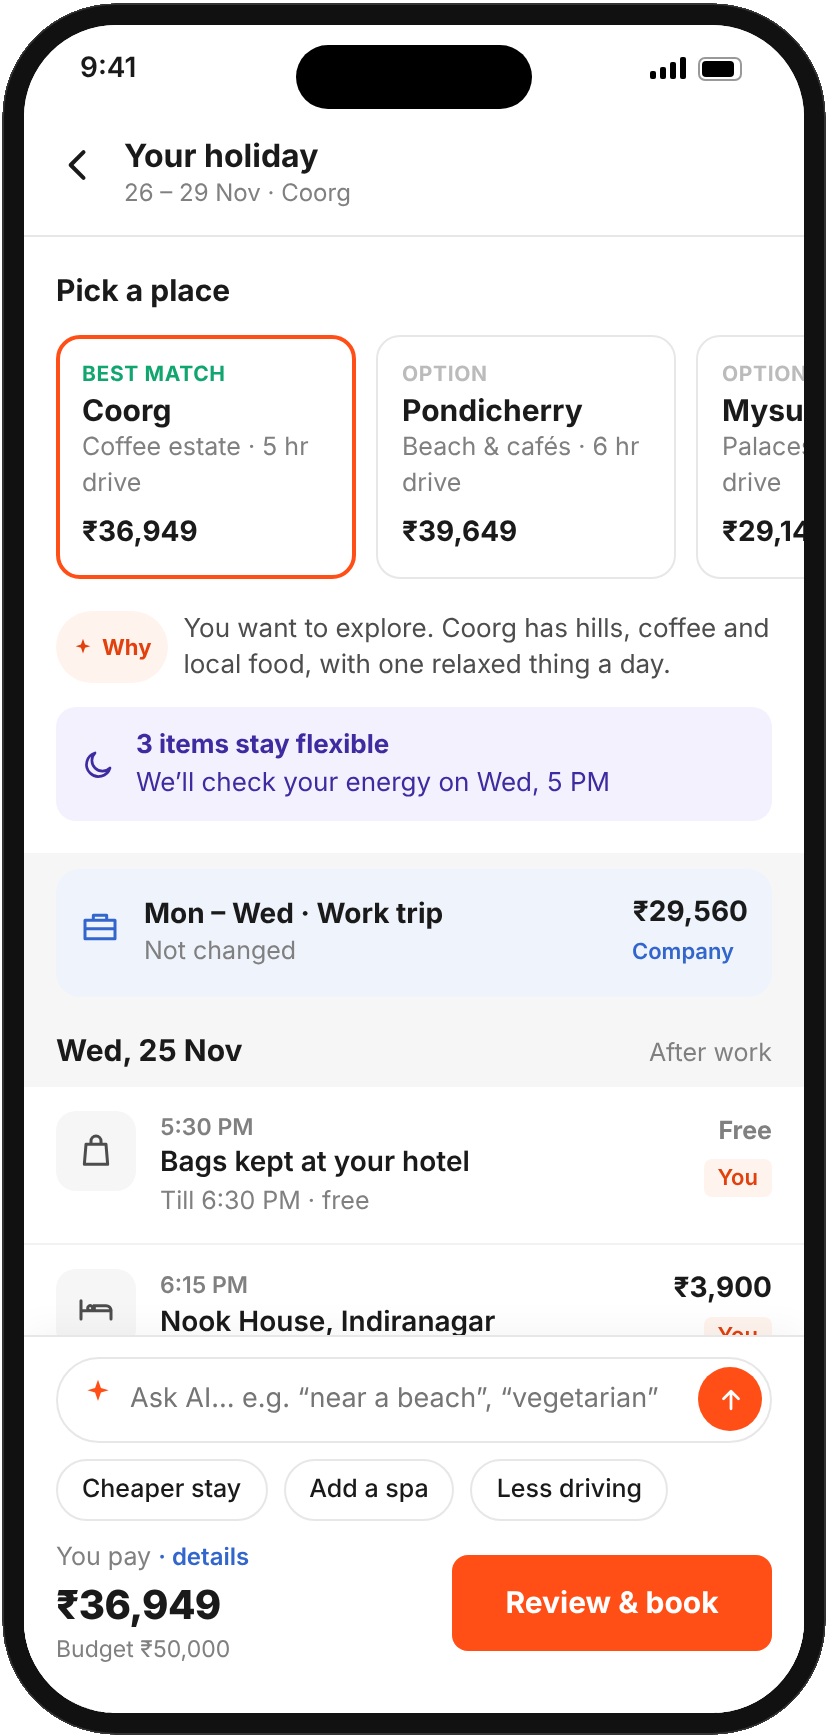 9:41
Your holiday
26 – 29 Nov · Coorg
Pick a place
BEST MATCH
Coorg
Coffee estate · 5 hr
drive
₹36,949
OPTION
Pondicherry
Beach & cafés · 6 hr
drive
₹39,649
OPTION
Mysu
Palaces
drive
₹29,14
Why
You want to explore. Coorg has hills, coffee and
local food, with one relaxed thing a day.
3 items stay flexible
We’ll check your energy on Wed, 5 PM
Mon – Wed · Work trip
₹29,560
Not changed
Company
Wed, 25 Nov
After work
5:30 PM
Free
Bags kept at your hotel
You
Till 6:30 PM · free
6:15 PM
₹3,900
Nook House, Indiranagar
You
Ask AI... e.g. “near a beach”, “vegetarian”
Cheaper stay
Add a spa
Less driving
You pay · details
₹36,949
Budget ₹50,000
Review & book